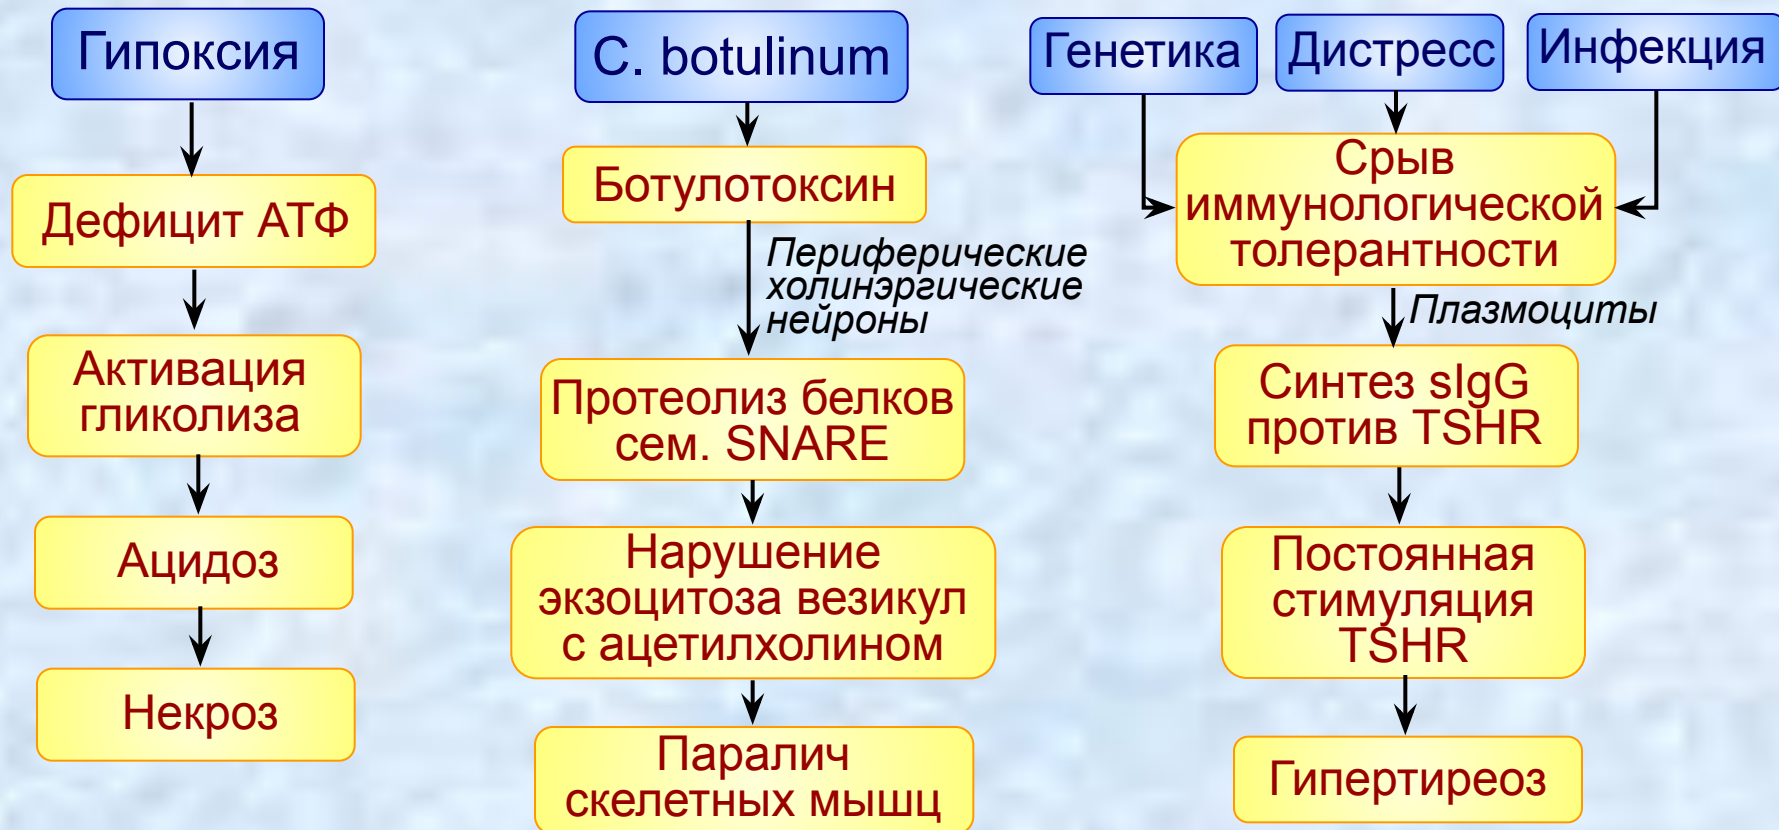 Гипоксия
Дефицит АТФ
Активация
гликолиза
Ацидоз
Некроз
C. botulinum
Ботулотоксин
Периферические
холинэргические
нейроны
Протеолиз белков
сем. SNARE
Нарушение
экзоцитоза везикул
с ацетилхолином
Паралич
скелетных мышц
Генетика
Дистресс
Инфекция
Срыв
иммунологической
толерантности
Плазмоциты
Синтез sIgG
против TSHR
Постоянная
стимуляция
TSHR
Гипертиреоз